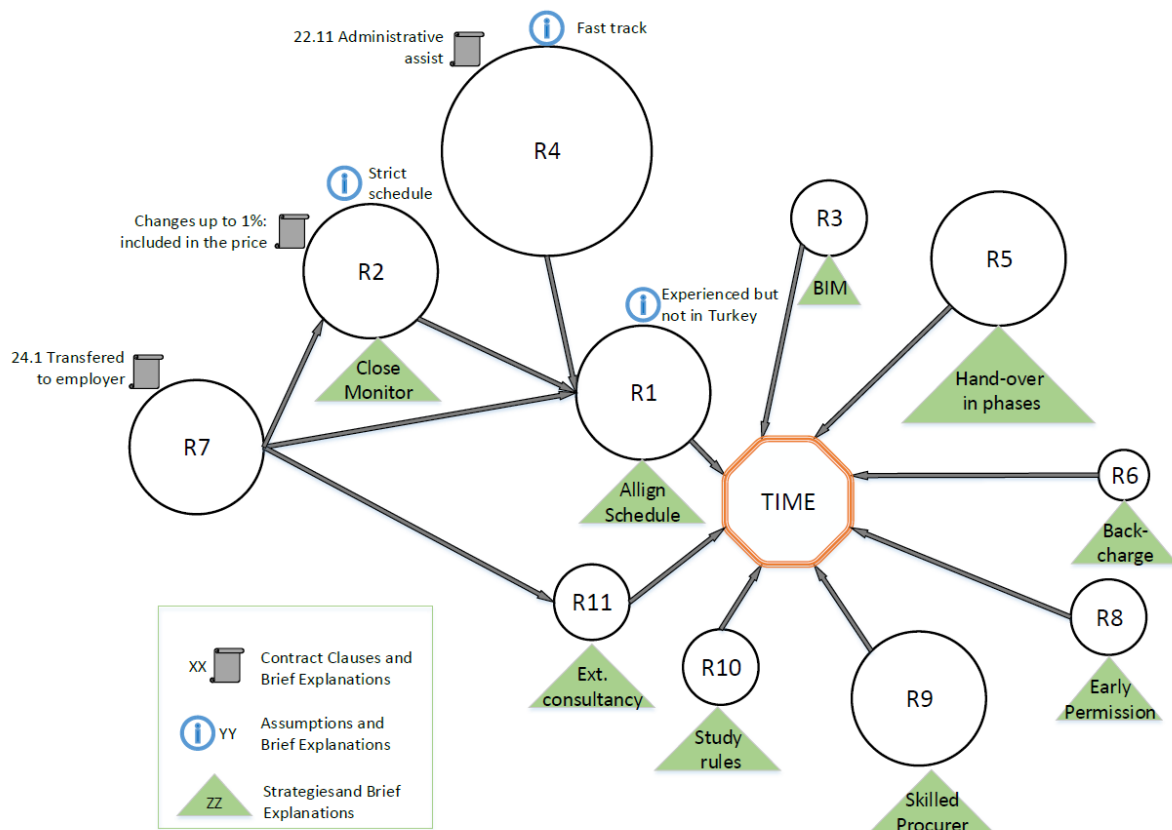 22.11 Administrative
assist
Fast track
R4
Strict
schedule
Changes up to 1%:
included in the price
R2
Close
Monitor
R3
BIM
R5
Hand-over
in phases
Experienced but
not in Turkey
R1
Allign
Schedule
24.1 Transfered
to employer
R7
TIME
R6
Back-
charge
R11
Ext.
consultancy
R10
Study
rules
R9
Skilled
Procurer
R8
Early
Permission
XX
Contract Clauses and
Brief Explanations
YY
Assumptions and
Brief Explanations
ZZ
Strategiesand Brief
Explanations